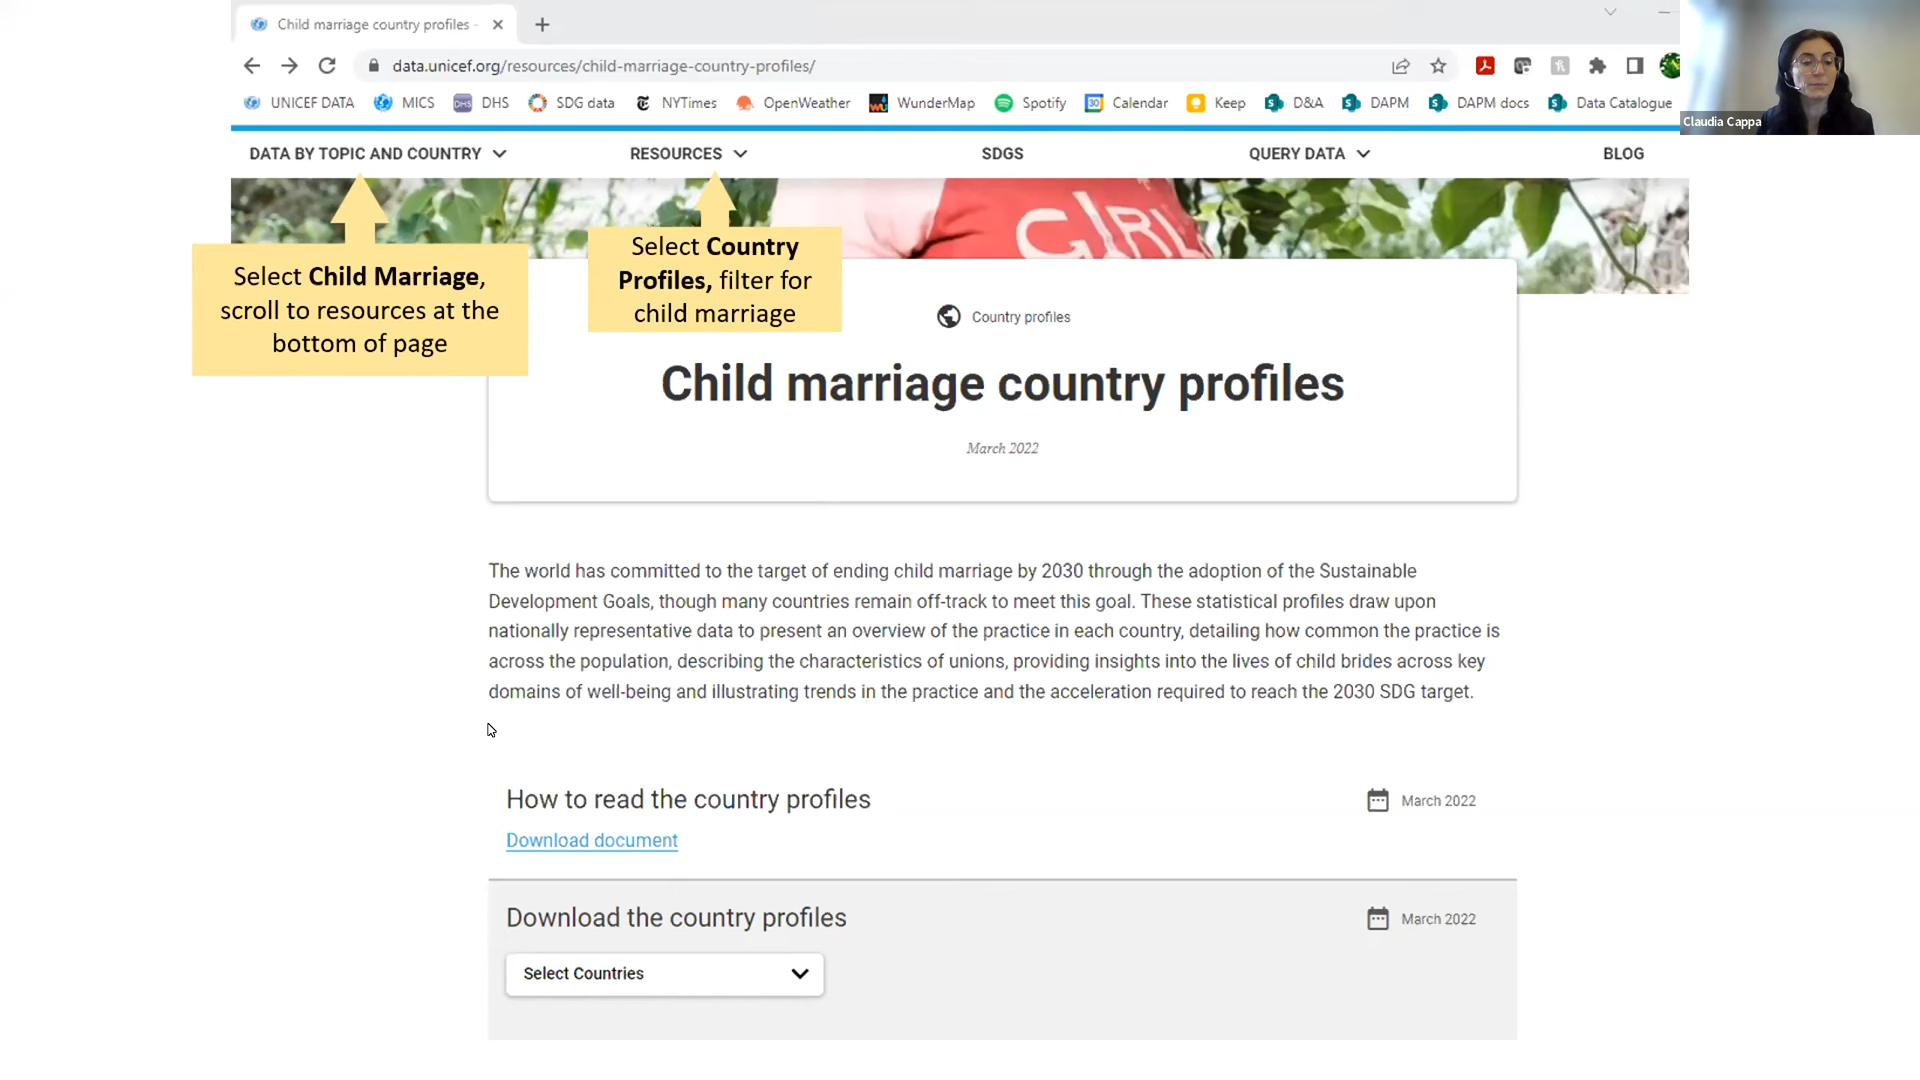 Child marriage country profiles -
data.unicef.org/resources/child-marriage-country-profiles/
UNICEF DATA MICS DHS SDG data NYTimes OpenWeather WunderMap Spotify Calendar Keep D&A DAPM DAPM docs Data Catalogue
Claudia Cappa
DATA BY TOPIC AND COUNTRY RESOURCES SDGS QUERY DATA BLOG
GIRL
Select Child Marriage,
scroll to resources at the
bottom of page
Select Country
Profiles, filter for
child marriage
Country profiles
Child marriage country profiles
March 2022
The world has committed to the target of ending child marriage by 2030 through the adoption of the Sustainable
Development Goals, though many countries remain off-track to meet this goal. These statistical profiles draw upon
nationally representative data to present an overview of the practice in each country, detailing how common the practice is
across the population, describing the characteristics of unions, providing insights into the lives of child brides across key
domains of well-being and illustrating trends in the practice and the acceleration required to reach the 2030 SDG target.
How to read the country profiles
March 2022
Download document
Download the country profiles
March 2022
Select Countries